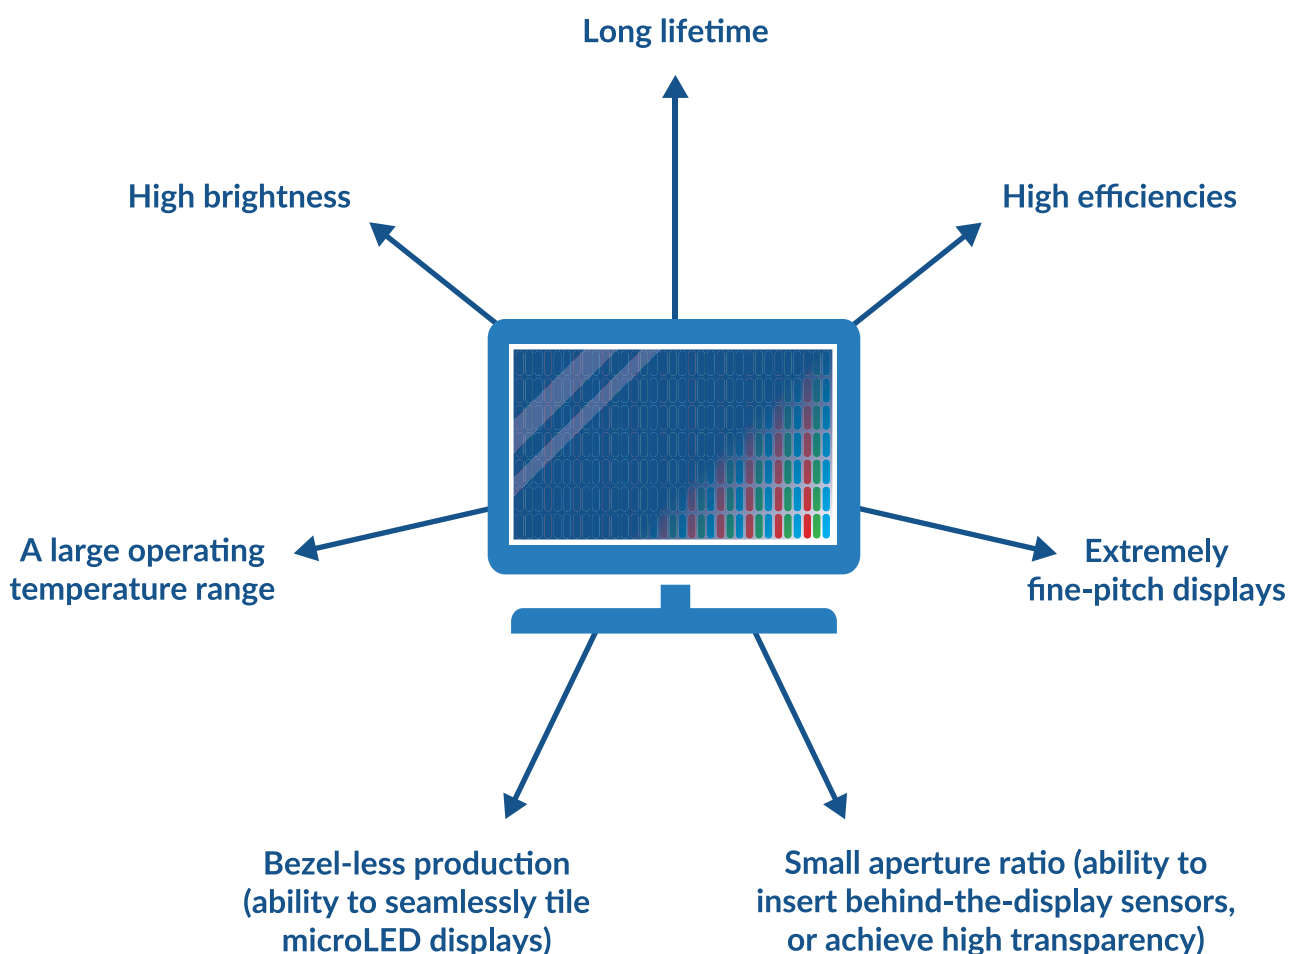 Long lifetime
High brightness
High efficiencies
A large operating
temperature range
Extremely
fine-pitch displays
Bezel-less production
(ability to seamlessly tile
microLED displays)
Small aperture ratio (ability to
insert behind-the-display sensors,
or achieve high transparency)